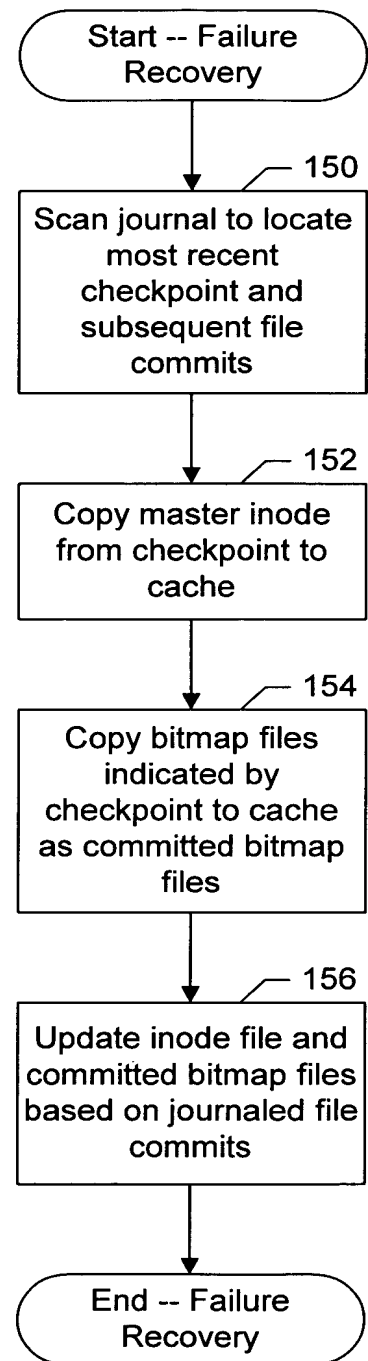 Start -- Failure
Recovery
150
Scan journal to locate
most recent
checkpoint and
subsequent file
commits
152
Copy master inode
from checkpoint to
cache
154
Copy bitmap files
indicated by
checkpoint to cache
as committed bitmap
files
156
Update inode file and
committed bitmap files
based on journaled file
commits
End -- Failure
Recovery